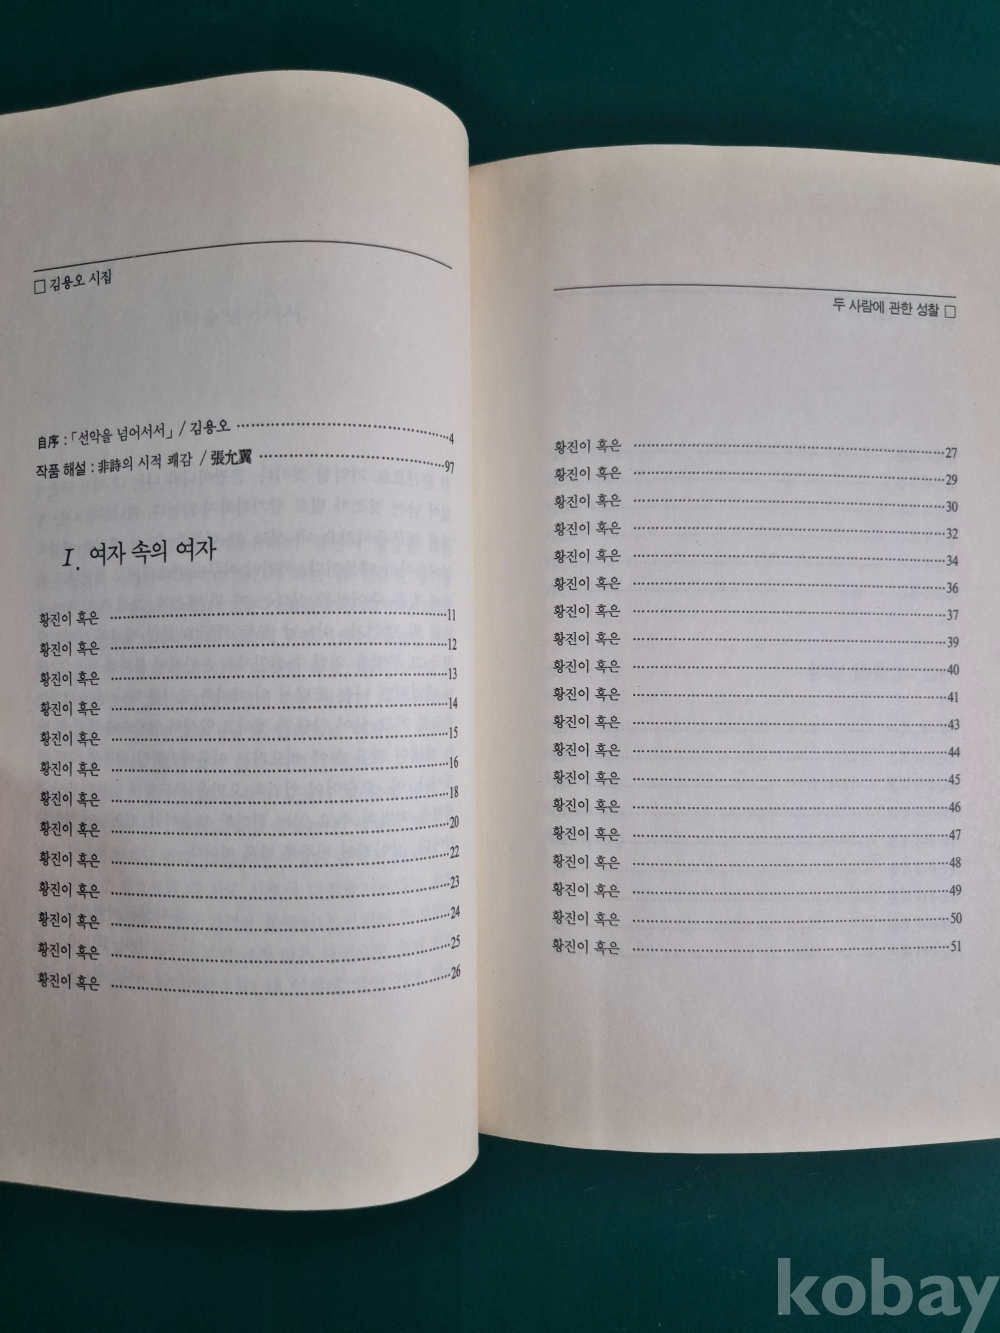 □ 김용오 시집
自序 : 「선악을 넘어서서」 / 김용오 ········ 4
작품 해설 : 非詩의 시적 쾌감 / 張允翼 ········ 97
Ⅰ. 여자 속의 여자
황진이 혹은 ········ 11
황진이 혹은 ········ 12
황진이 혹은 ········ 13
황진이 혹은 ········ 14
황진이 혹은 ········ 15
황진이 혹은 ········ 16
황진이 혹은 ········ 18
황진이 혹은 ········ 20
황진이 혹은 ········ 22
황진이 혹은 ········ 23
황진이 혹은 ········ 24
황진이 혹은 ········ 25
황진이 혹은 ········ 26
두 사람에 관한 성찰 □
황진이 혹은 ········ 27
황진이 혹은 ········ 29
황진이 혹은 ········ 30
황진이 혹은 ········ 32
황진이 혹은 ········ 34
황진이 혹은 ········ 36
황진이 혹은 ········ 37
황진이 혹은 ········ 39
황진이 혹은 ········ 40
황진이 혹은 ········ 41
황진이 혹은 ········ 43
황진이 혹은 ········ 44
황진이 혹은 ········ 45
황진이 혹은 ········ 46
황진이 혹은 ········ 47
황진이 혹은 ········ 48
황진이 혹은 ········ 49
황진이 혹은 ········ 50
황진이 혹은 ········ 51
kobay